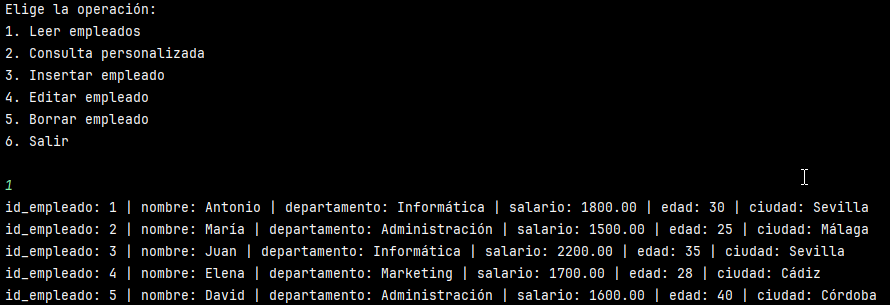 Elige la operación:
1. Leer empleados
2. Consulta personalizada
3. Insertar empleado
4. Editar empleado
5. Borrar empleado
6. Salir
1
id_empleado: 1 | nombre: Antonio | departamento: Informática | salario: 1800.00 | edad: 30 | ciudad: Sevilla
id_empleado: 2 | nombre: María | departamento: Administración | salario: 1500.00 | edad: 25 | ciudad: Málaga
id_empleado: 3 | nombre: Juan | departamento: Informática | salario: 2200.00 | edad: 35 | ciudad: Sevilla
id_empleado: 4 | nombre: Elena | departamento: Marketing | salario: 1700.00 | edad: 28 | ciudad: Cádiz
id_empleado: 5 | nombre: David | departamento: Administración | salario: 1600.00 | edad: 40 | ciudad: Córdoba